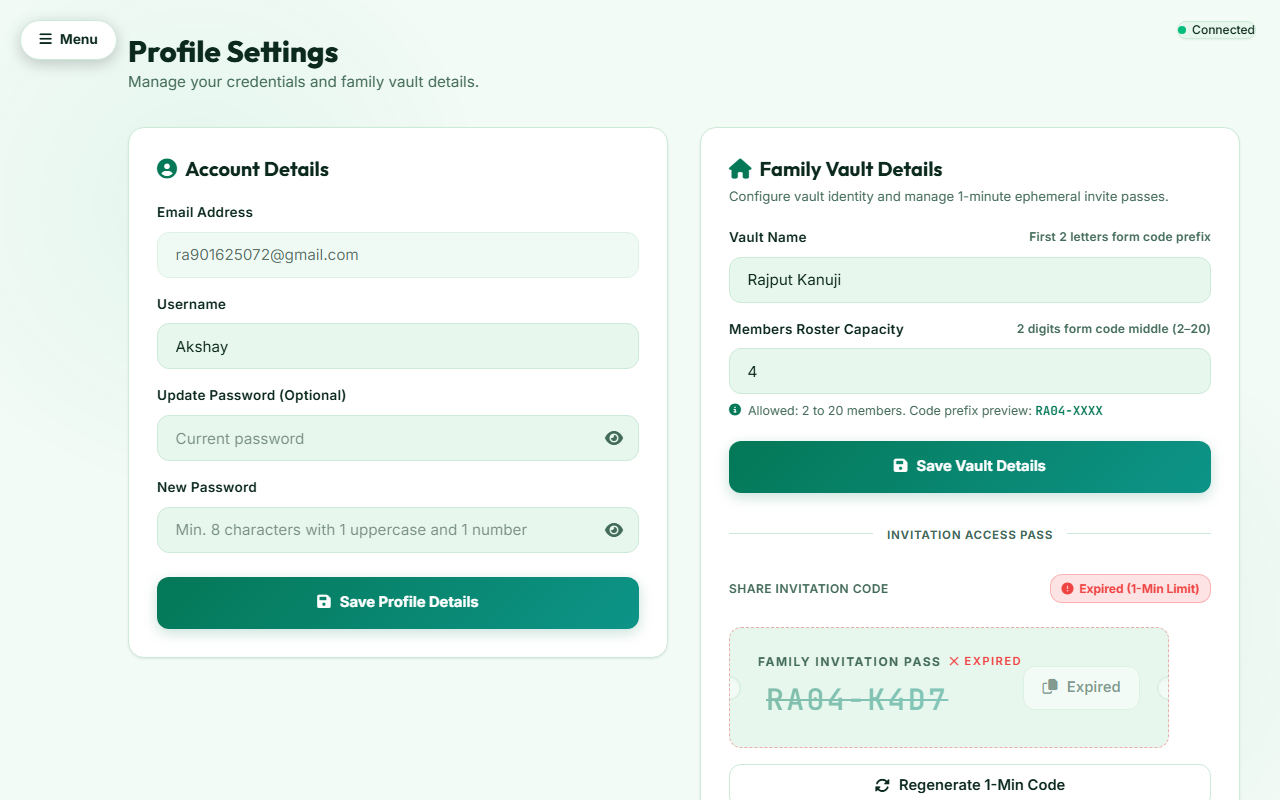 Menu
Profile Settings
Manage your credentials and family vault details.
Connected
Account Details
Email Address
ra901625072@gmail.com
Username
Akshay
Update Password (Optional)
Current password
New Password
Min. 8 characters with 1 uppercase and 1 number
Save Profile Details
Family Vault Details
Configure vault identity and manage 1-minute ephemeral invite passes.
Vault Name
First 2 letters form code prefix
Rajput Kanuji
Members Roster Capacity
2 digits form code middle (2–20)
4
Allowed: 2 to 20 members. Code prefix preview: RA04-XXXX
Save Vault Details
INVITATION ACCESS PASS
SHARE INVITATION CODE
Expired (1-Min Limit)
FAMILY INVITATION PASS
EXPIRED
RA04-K4D7
Expired
Regenerate 1-Min Code